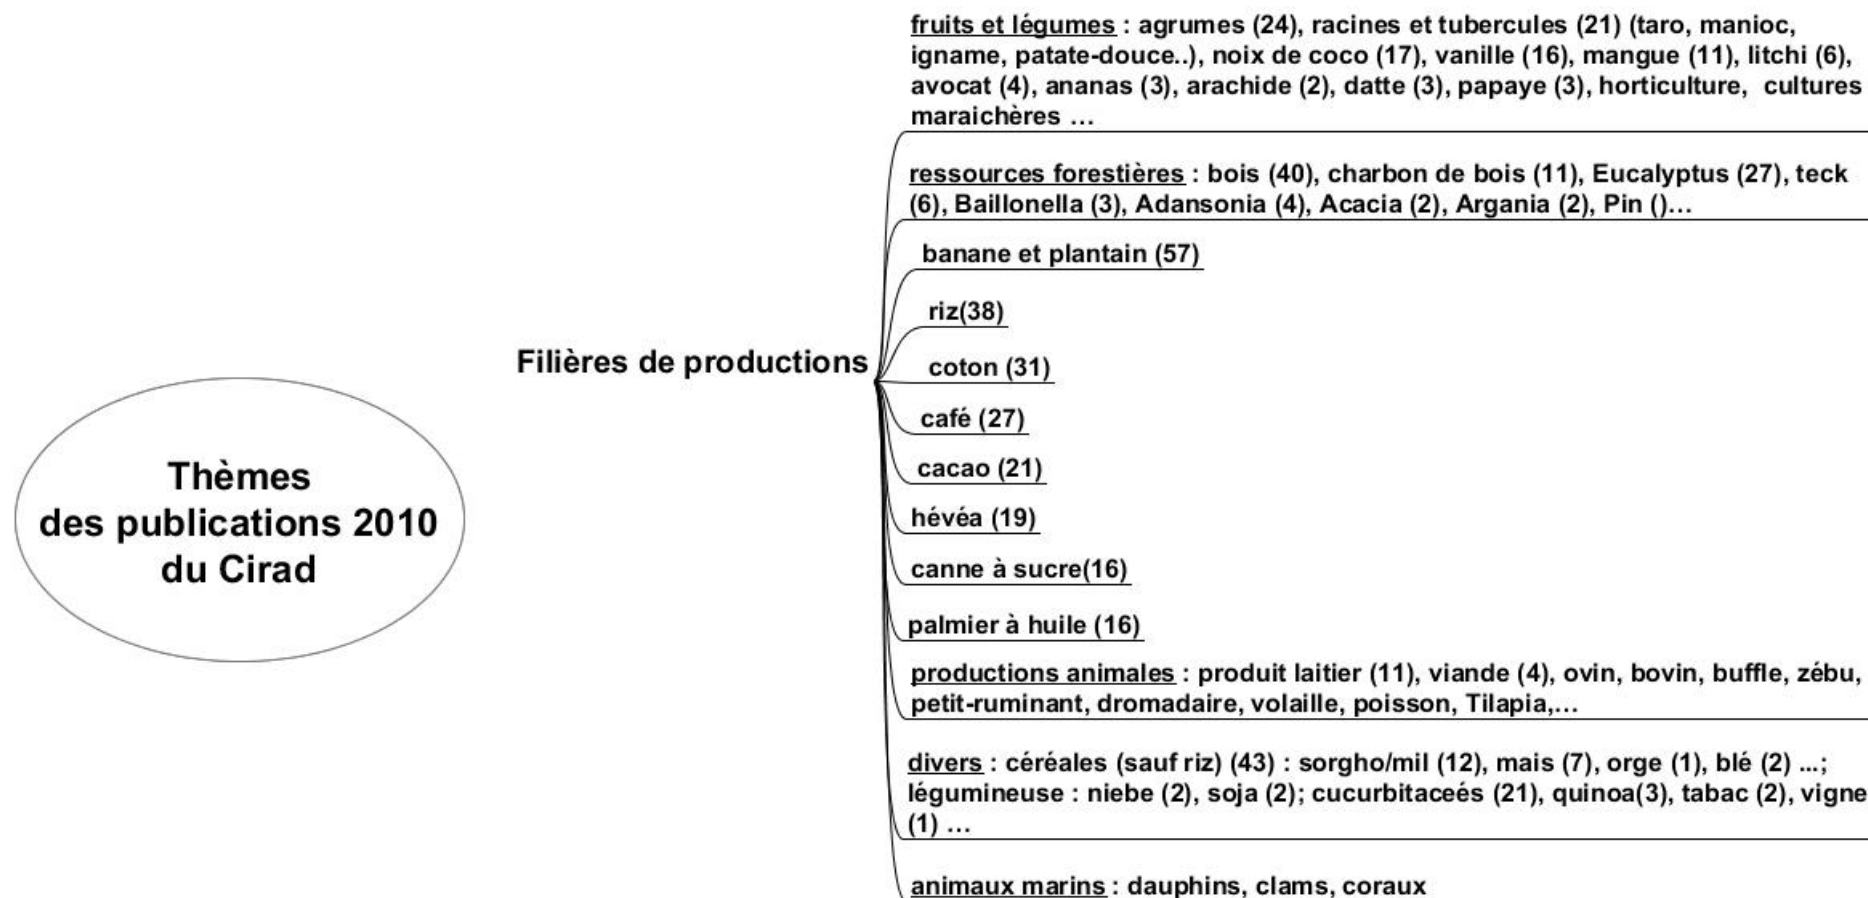 Thèmes
des publications 2010
du Cirad
Filières de productions
fruits et légumes : agrumes (24), racines et tubercules (21) (taro, manioc,
igname, patate-douce..), noix de coco (17), vanille (16), mangue (11), litchi (6),
avocat (4), ananas (3), arachide (2), datte (3), papaye (3), horticulture, cultures
maraichères ...
ressources forestières : bois (40), charbon de bois (11), Eucalyptus (27), teck
(6), Baillonella (3), Adansonia (4), Acacia (2), Argania (2), Pin ()...
banane et plantain (57)
riz(38)
coton (31)
café (27)
cacao (21)
hévéa (19)
canne à sucre(16)
palmier à huile (16)
productions animales : produit laitier (11), viande (4), ovin, bovin, buffle, zébu,
petit-ruminant, dromadaire, volaille, poisson, Tilapia,...
divers : céréales (sauf riz) (43) : sorgho/mil (12), mais (7), orge (1), blé (2) ...;
légumineuse : niebe (2), soja (2); cucurbitaceés (21), quinoa(3), tabac (2), vigne
(1) ...
animaux marins : dauphins, clams, coraux